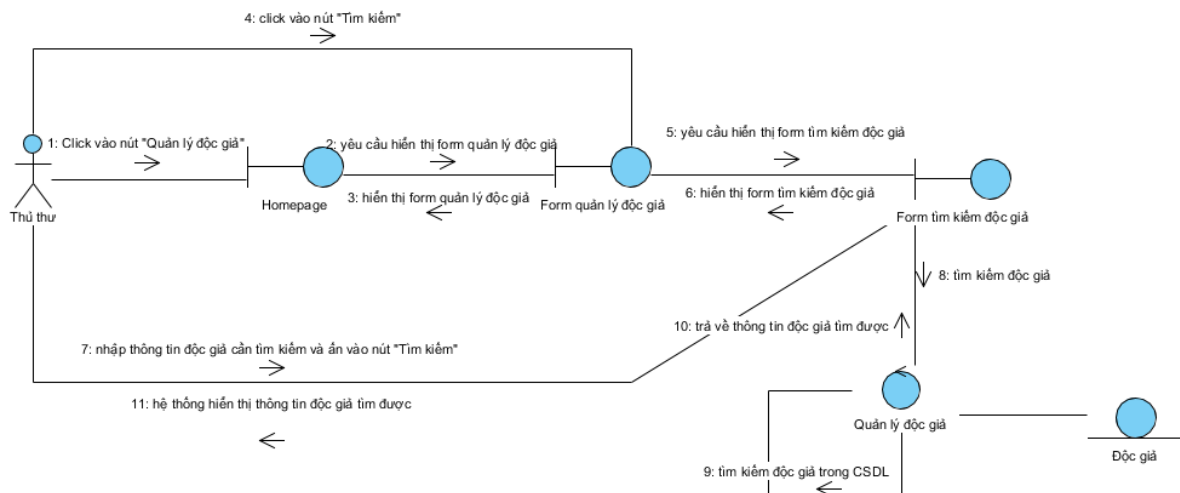 4: click vào nút "Tìm kiếm"
1: Click vào nút "Quản lý độc giả"
2: yêu cầu hiển thị form quản lý độc giả
5: yêu cầu hiển thị form tìm kiếm độc giả
3: hiển thị form quản lý độc giả
6: hiển thị form tìm kiếm độc giả
Thủ thư
Homepage
Form quản lý độc giả
Form tìm kiếm độc giả
8: tìm kiếm độc giả
10: trả về thông tin độc giả tìm được
7: nhập thông tin độc giả cần tìm kiếm và ấn vào nút "Tìm kiếm"
11: hệ thống hiển thị thông tin độc giả tìm được
Quản lý độc giả
Độc giả
9: tìm kiếm độc giả trong CSDL